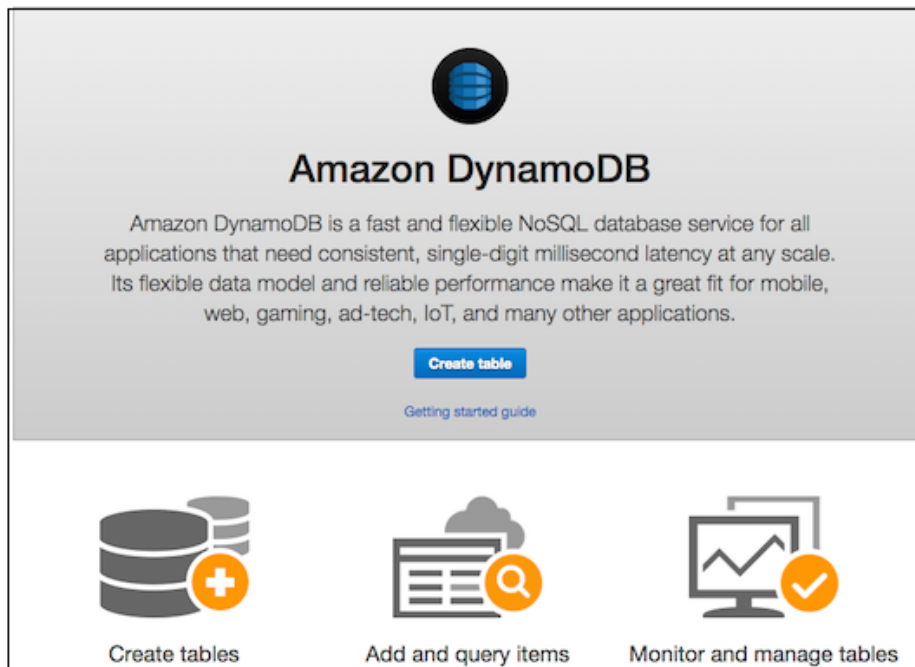 Amazon DynamoDB
Amazon DynamoDB is a fast and flexible NoSQL database service for all
applications that need consistent, single-digit millisecond latency at any scale.
Its flexible data model and reliable performance make it a great fit for mobile,
web, gaming, ad-tech, IoT, and many other applications.
Create table
Getting started guide
Create tables
Add and query items
Monitor and manage tables